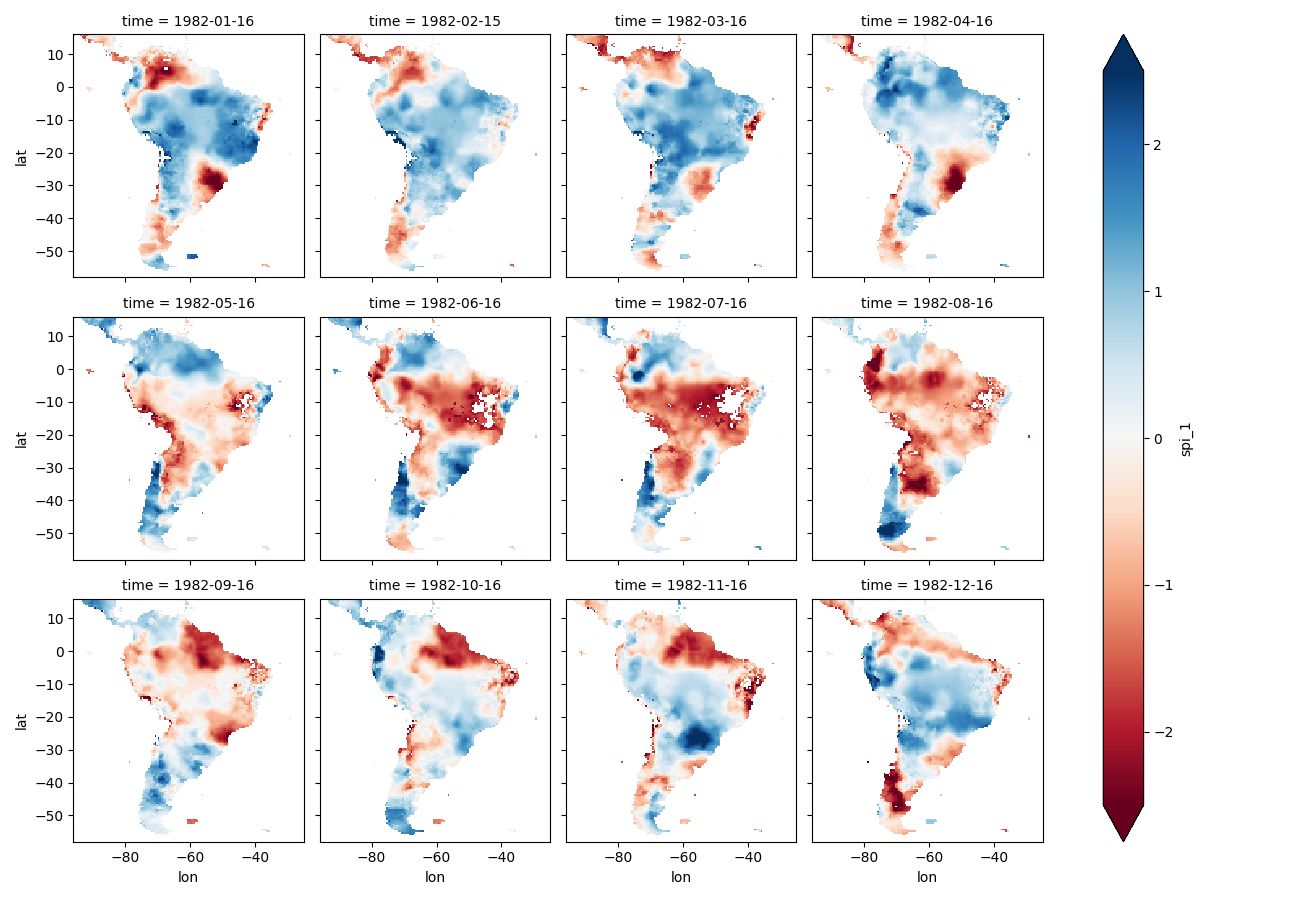 time = 1982-01-16
time = 1982-02-15
time = 1982-03-16
time = 1982-04-16
10
0
−10
−20
−30
−40
−50
lat
time = 1982-05-16
time = 1982-06-16
time = 1982-07-16
time = 1982-08-16
10
0
−10
−20
−30
−40
−50
lat
time = 1982-09-16
time = 1982-10-16
time = 1982-11-16
time = 1982-12-16
10
0
−10
−20
−30
−40
−50
lat
−80
−60
−40
lon
−80
−60
−40
lon
−80
−60
−40
lon
−80
−60
−40
lon
2
1
0
−1
−2
spi_1